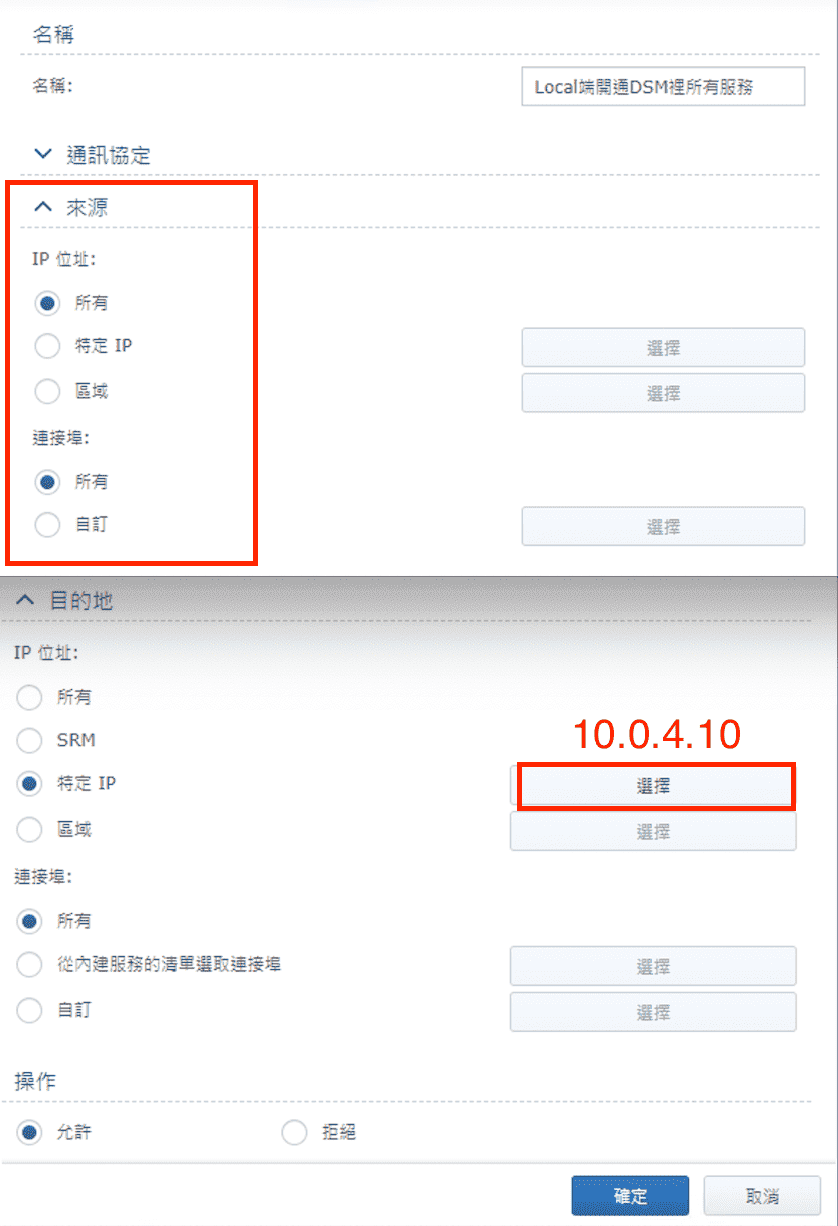 名稱
名稱: Local端開通DSM裡所有服務
通訊協定
來源
IP 位址:
所有
特定 IP 選擇
區域 選擇
連接埠:
所有
自訂 選擇
目的地
IP 位址:
所有
SRM
10.0.4.10
特定 IP 選擇
區域 選擇
連接埠:
所有
從內建服務的清單選取連接埠 選擇
自訂 選擇
操作
允許 拒絕
確定 取消